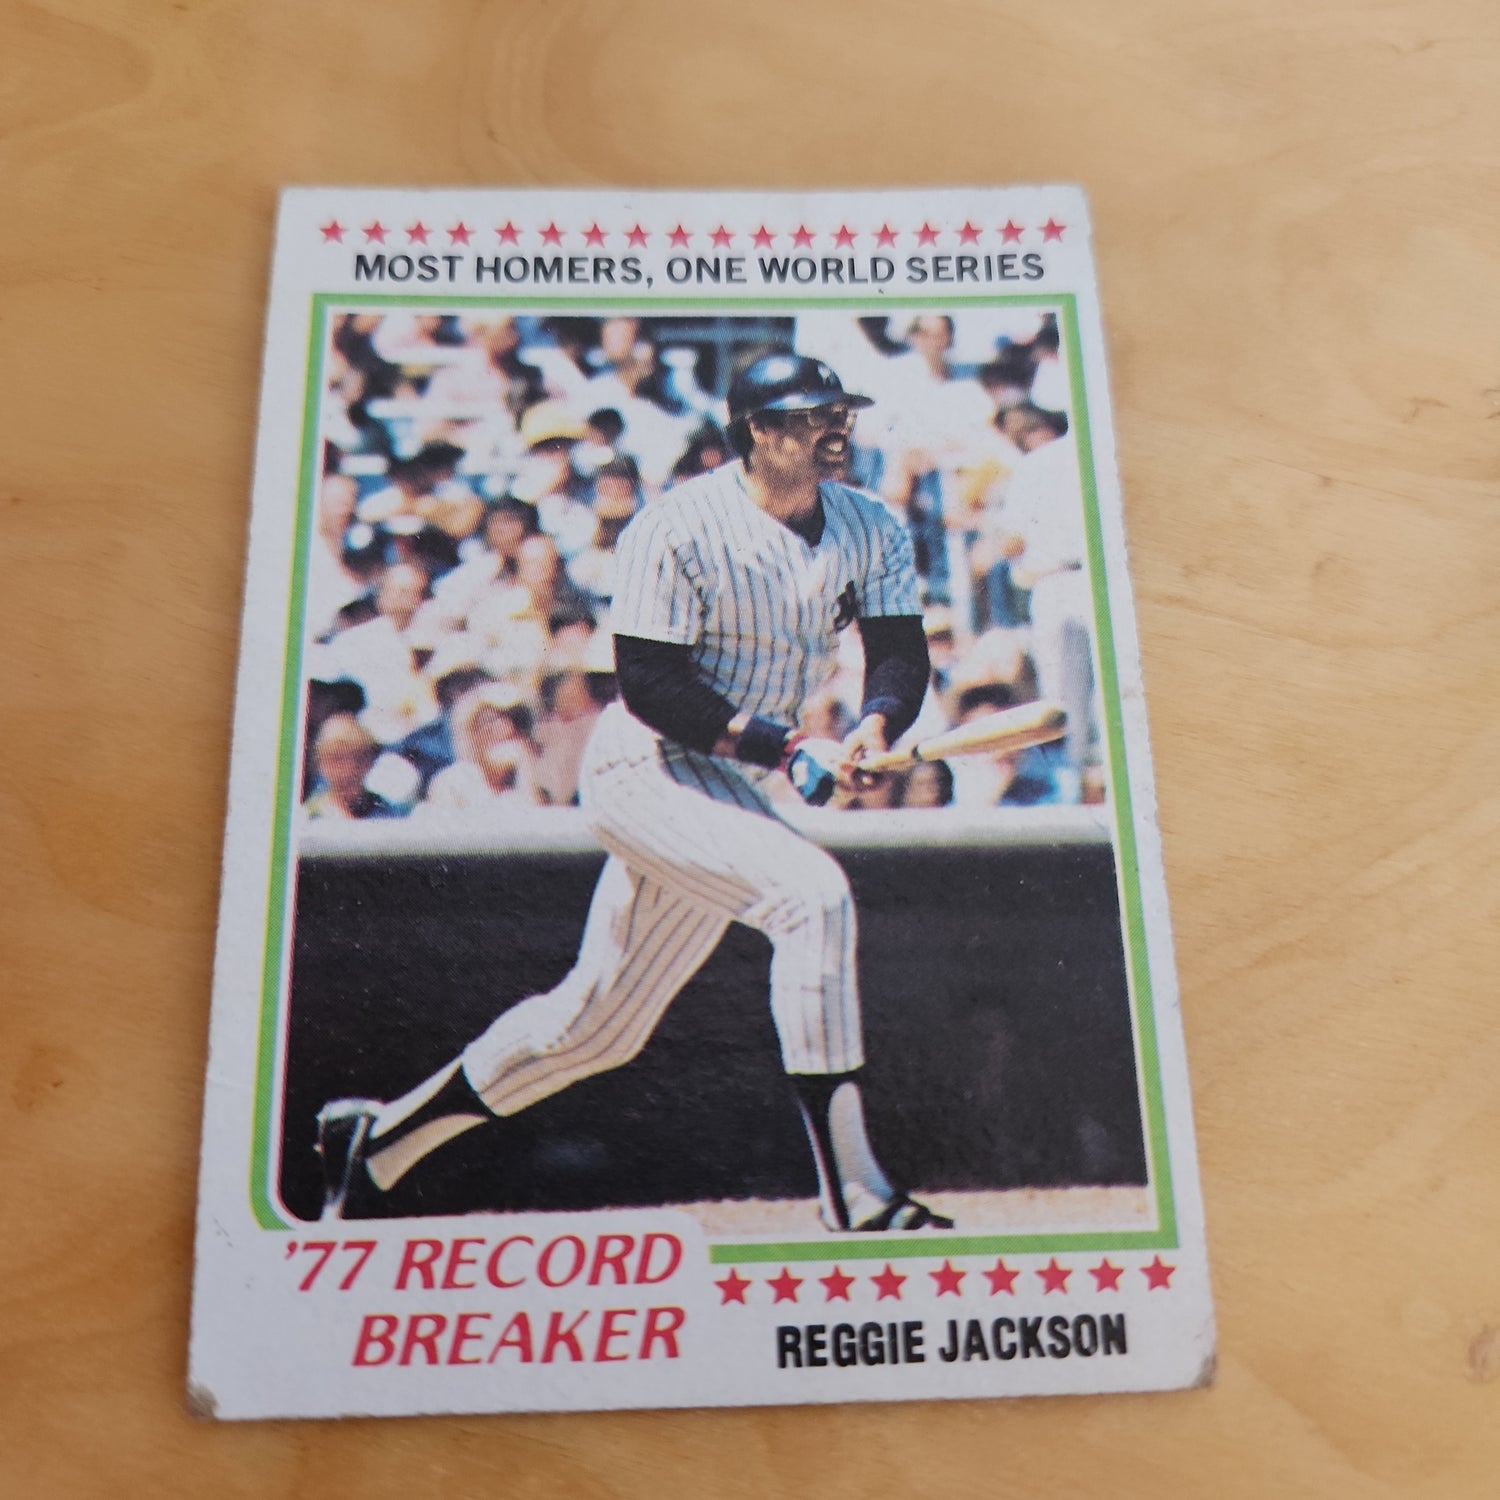 MOST HOMERS, ONE WORLD SERIES
'77 RECORD
BREAKER
REGGIE JACKSON